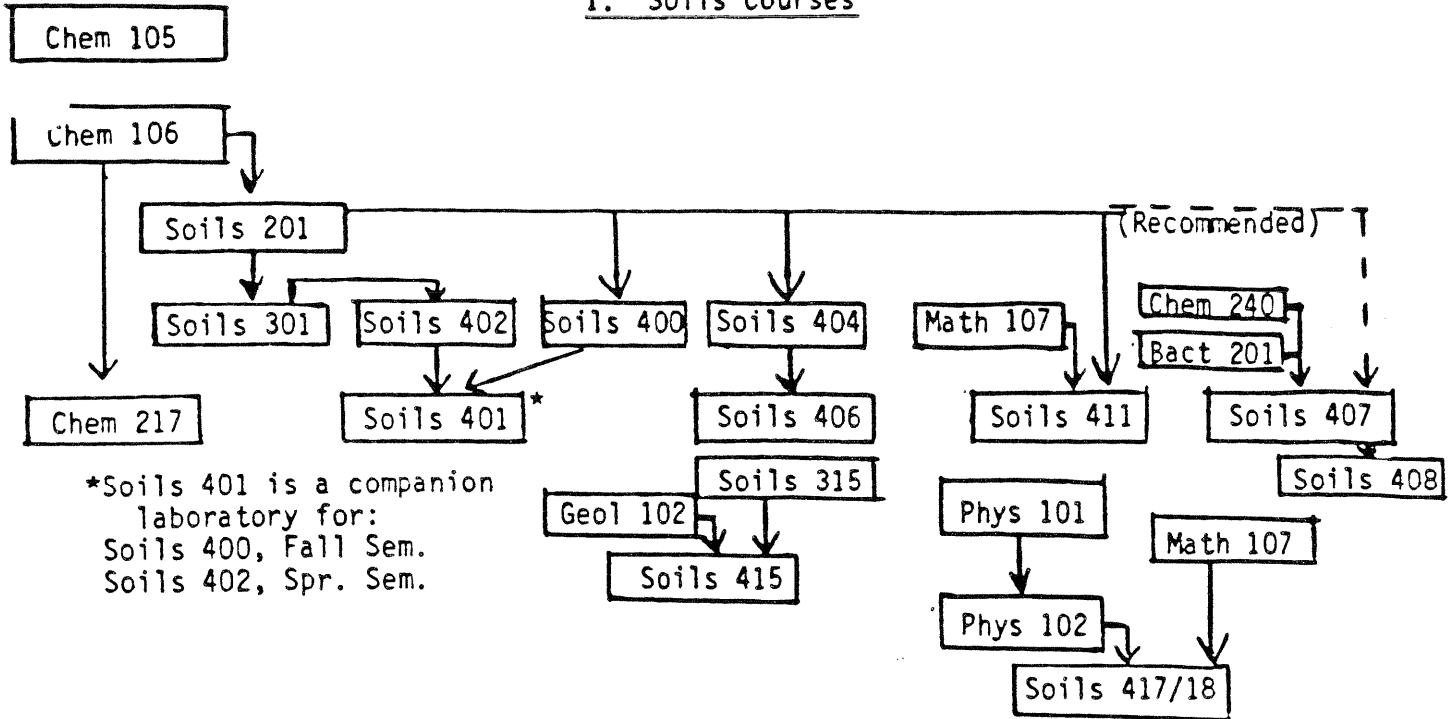 I. Soils Courses
Chem 105
Chem 106
Soils 201
(Recommended)
Soils 301
Soils 402
Soils 400
Soils 404
Math 107
Chem 240
Bact 201
Chem 217
Soils 401 *
Soils 406
Soils 411
Soils 407
Soils 315
Soils 408
Geol 102
Phys 101
Math 107
Soils 415
*Soils 401 is a companion
laboratory for:
Soils 400, Fall Sem.
Soils 402, Spr. Sem.
Phys 102
Soils 417/18